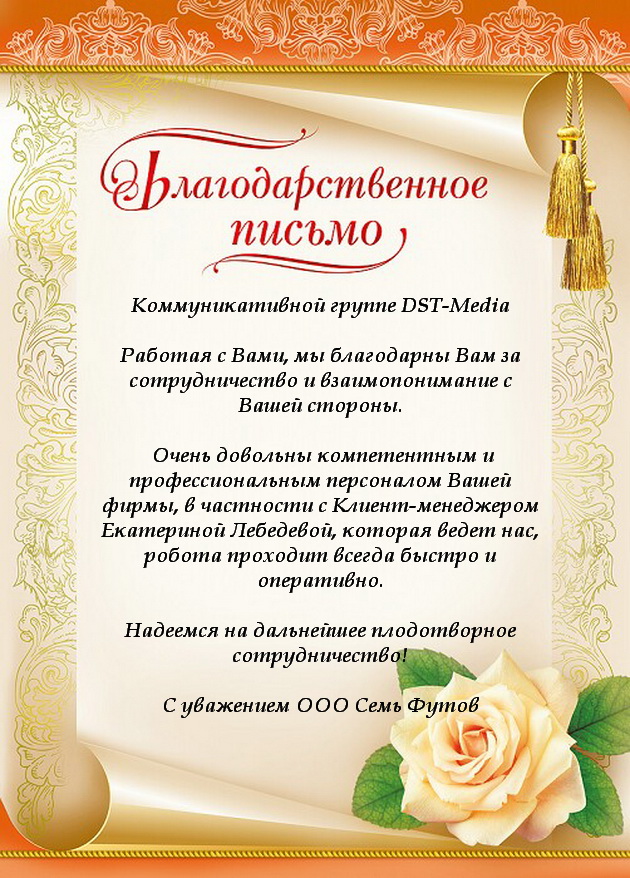 Благодарственное
письмо
Коммуникативной группе DST-Media
Работая с Вами, мы благодарны Вам за
сотрудничество и взаимопонимание с
Вашей стороны.
Очень довольны компетентным и
профессиональным персоналом Вашей
фирмы, в частности с Клиент-менеджером
Екатериной Лебедевой, которая ведет нас,
робота проходит всегда быстро и
оперативно.
Надеемся на дальнейшее плодотворное
сотрудничество!
С уважением ООО Семь Футов